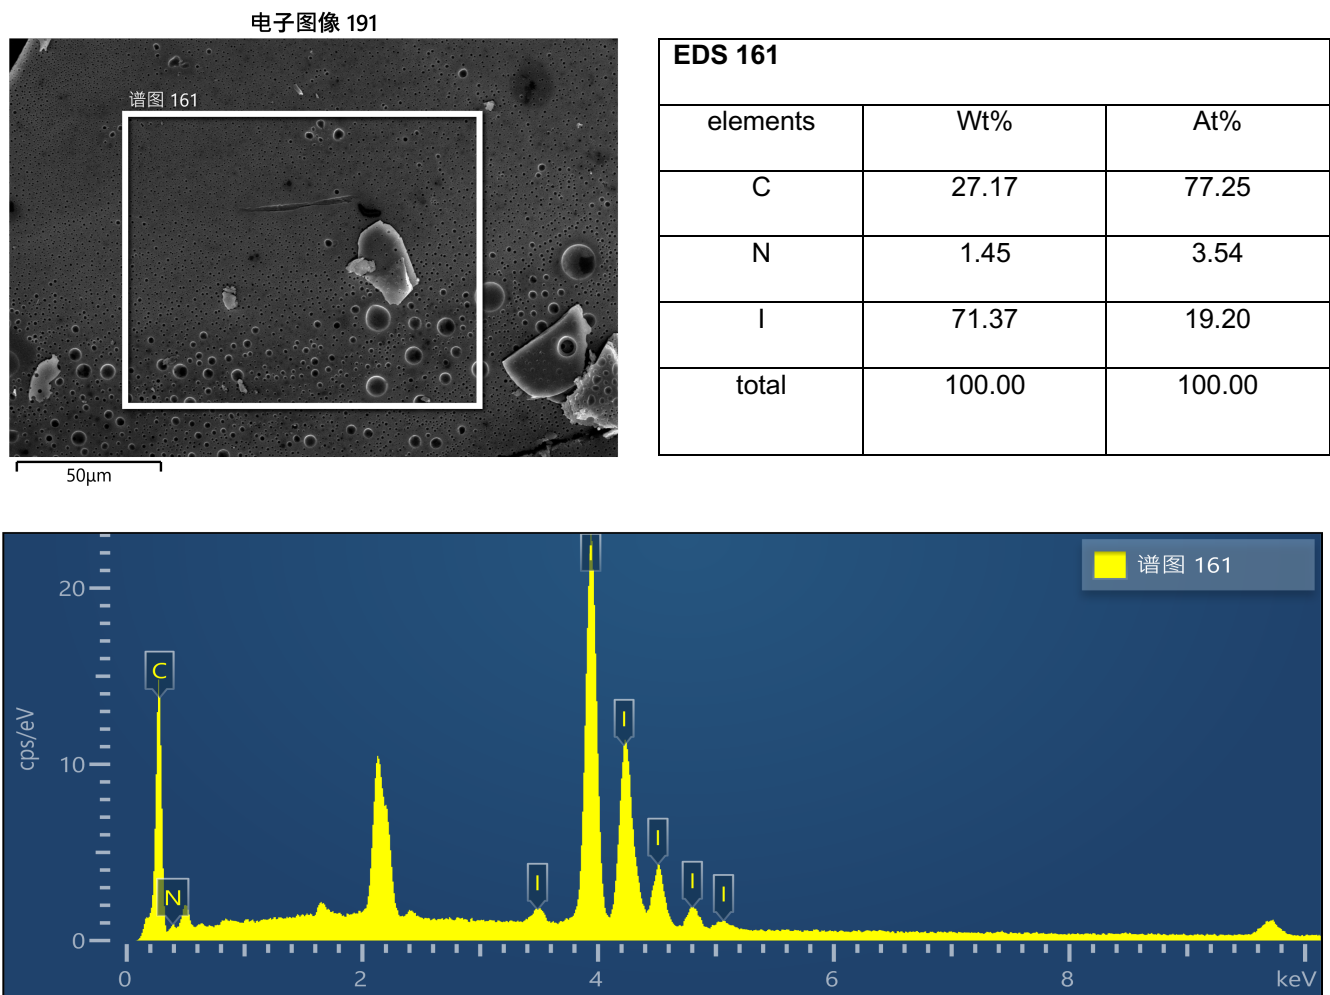 电子图像 191
谱图 161
50μm
EDS 161
elements Wt% At%
C 27.17 77.25
N 1.45 3.54
I 71.37 19.20
total 100.00 100.00
谱图 161
cps/eV
20
10
0
C
N
I
I
I
I
I
I
0 2 4 6 8 keV